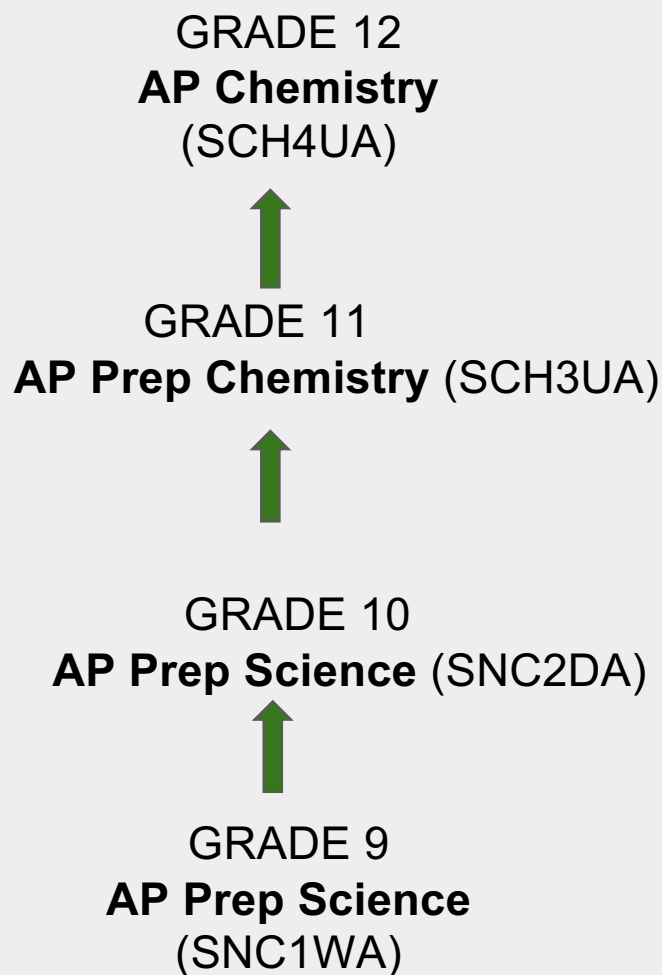 GRADE 12
AP Chemistry
(SCH4UA)
GRADE 11
AP Prep Chemistry (SCH3UA)
GRADE 10
AP Prep Science (SNC2DA)
GRADE 9
AP Prep Science
(SNC1WA)